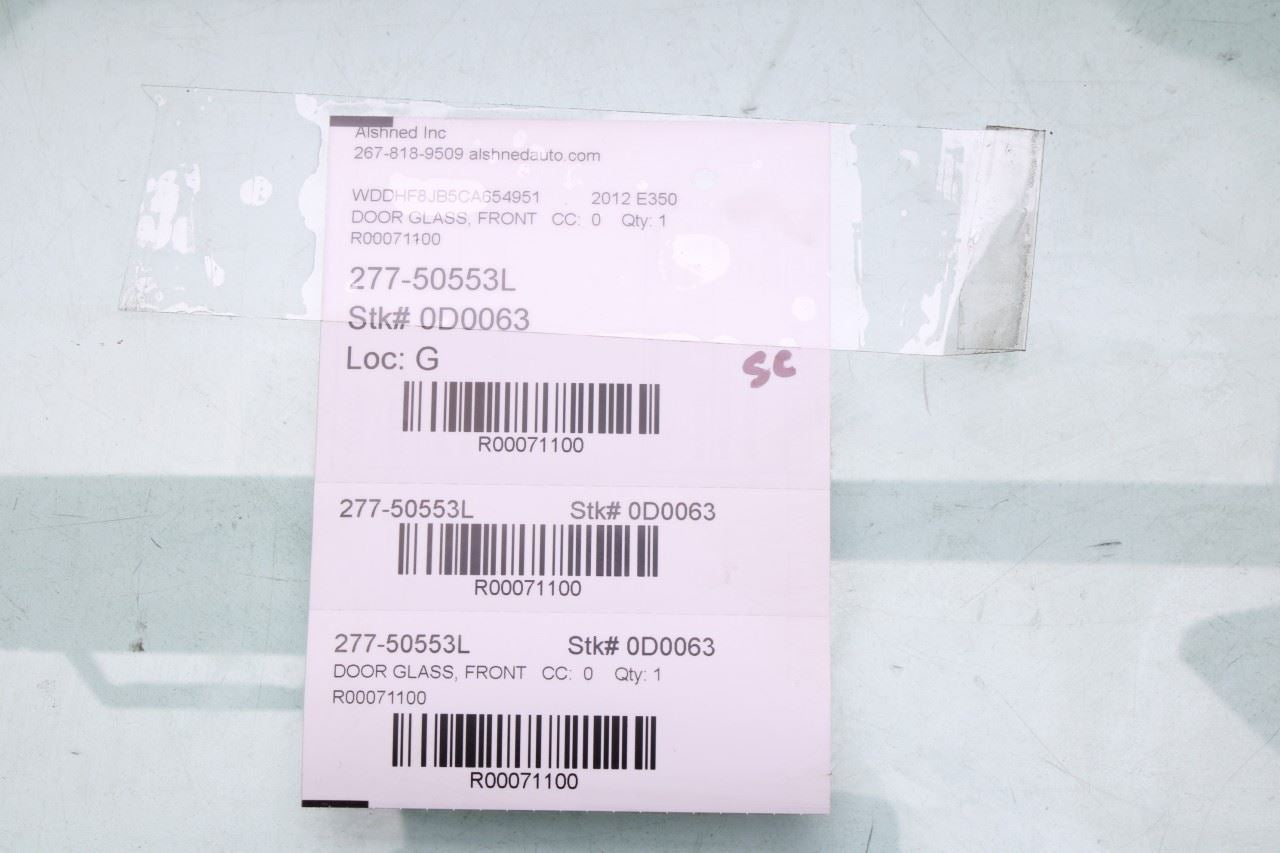 Alshned Inc
267-818-9509 alshnedauto.com
WDDHF8JB5CA654951 2012 E350
DOOR GLASS, FRONT CC: 0 Qty: 1
R00071100
277-50553L
Stk# 0D0063
Loc: G
SC
R00071100
277-50553L Stk# 0D0063
R00071100
277-50553L Stk# 0D0063
DOOR GLASS, FRONT CC: 0 Qty: 1
R00071100
R00071100